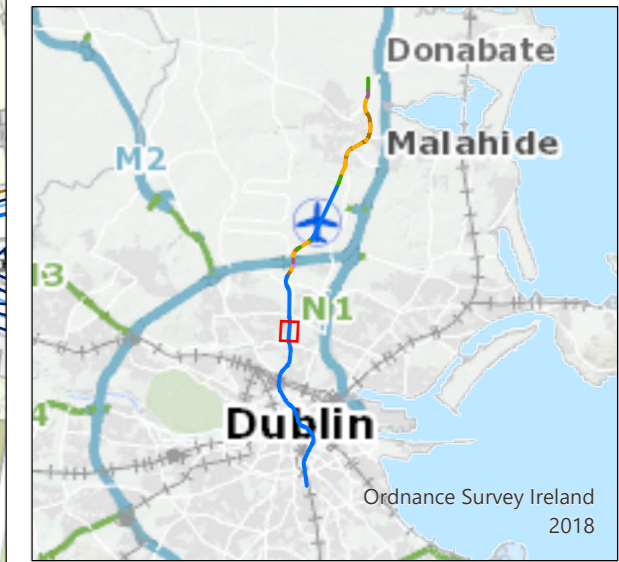 Donabate
M2
Malahide
N1
Dublin
Ordnance Survey Ireland
2018